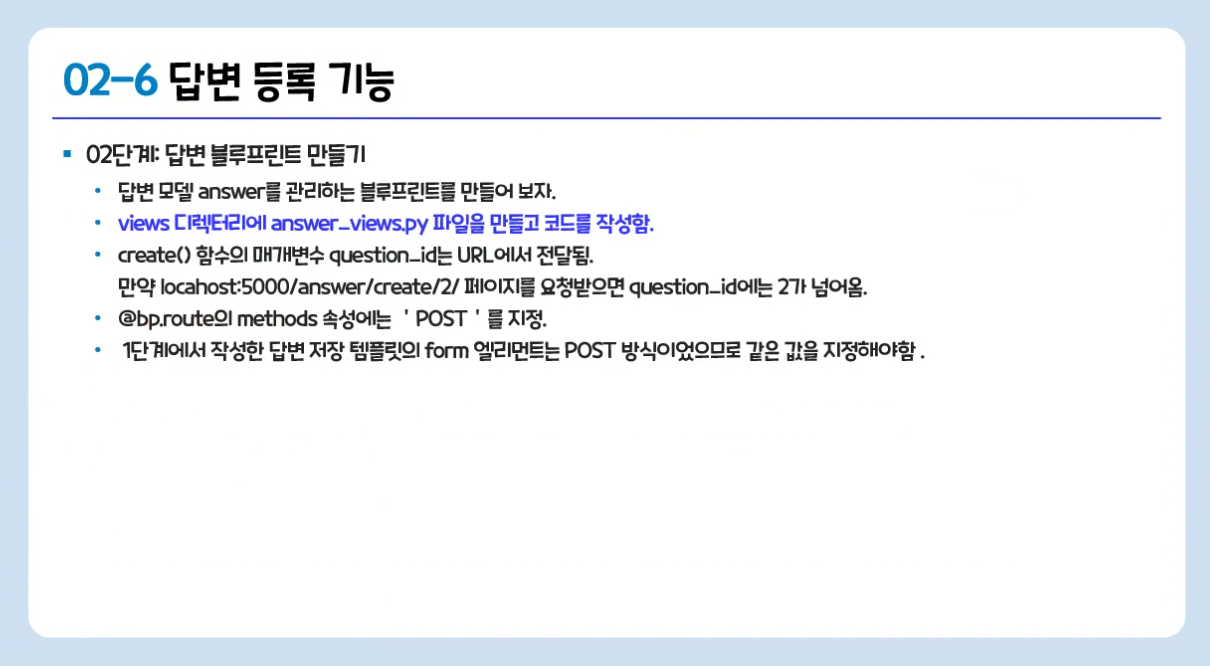 02-6 답변 등록 기능
▪ 02단계: 답변 블루프린트 만들기
• 답변 모델 answer를 관리하는 블루프린트를 만들어 보자.
• views 디렉터리에 answer_views.py 파일을 만들고 코드를 작성함.
• create() 함수의 매개변수 question_id는 URL에서 전달됨.
만약 locahost:5000/answer/create/2/ 페이지를 요청받으면 question_id에는 2가 넘어옴.
• @bp.route의 methods 속성에는 'POST'를 지정.
• 1단계에서 작성한 답변 저장 템플릿의 form 엘리먼트는 POST 방식이었으므로 같은 값을 지정해야함 .